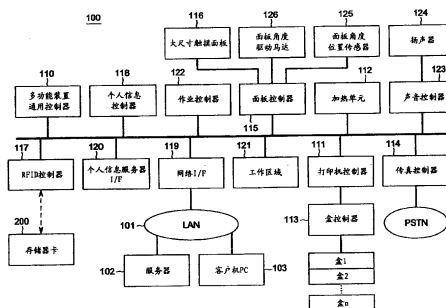 100
116
126
125
124
大尺寸触摸面板
面板角度
驱动马达
面板角度
位置传感器
扬声器
110
118
122
112
123
多功能装置
通用控制器
个人信息
控制器
作业控制器
面板控制器
加热单元
声音控制器
115
117
120
119
121
111
114
RFID控制器
个人信息服务器
I/F
网络I/F
工作区域
打印机控制器
传真控制器
200
101
113
存储器卡
LAN
盒控制器
PSTN
102
103
服务器
客户机PC
盒1
盒2
盒n